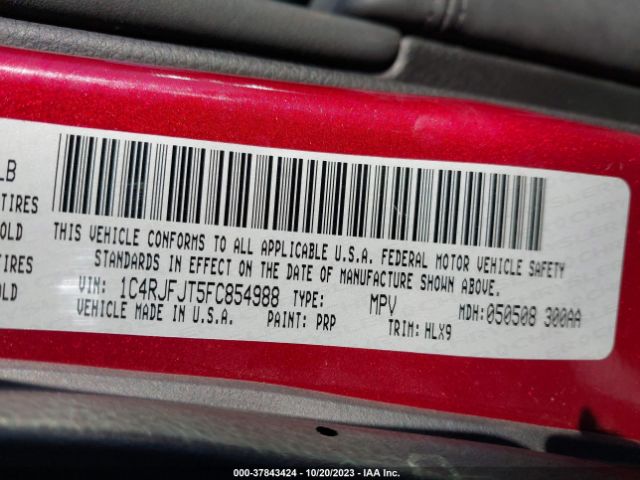 LB
TIRES
OLD
TIRES
OLD
THIS VEHICLE CONFORMS TO ALL APPLICABLE U.S.A. FEDERAL MOTOR VEHICLE SAFETY
STANDARDS IN EFFECT ON THE DATE OF MANUFACTURE SHOWN ABOVE.
VIN: 1C4RJFJT5FC854988 TYPE: MPV MDH: 050508 300AA
VEHICLE MADE IN U.S.A. PAINT: PRP TRIM: HLX9
000-37843424 | 10/20/2023 | IAA Inc.